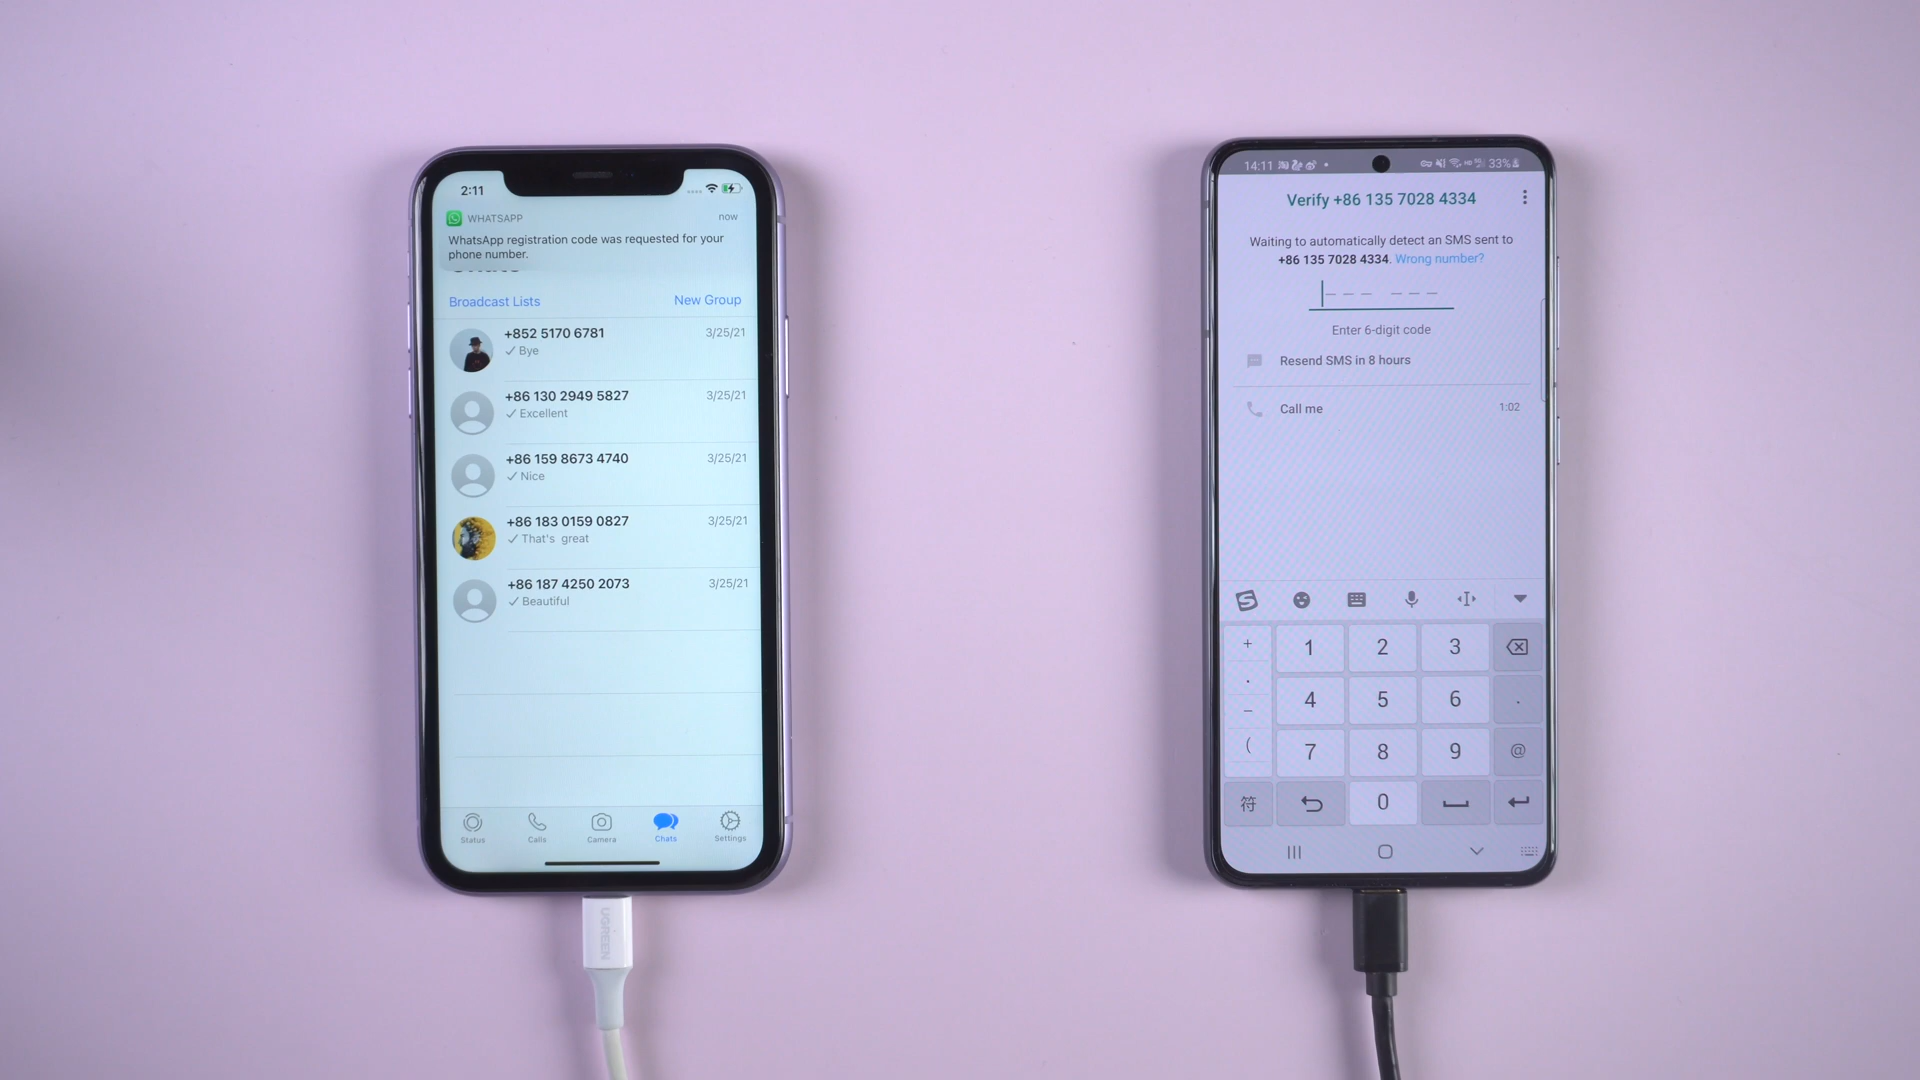 2:11
WHATSAPP
now
WhatsApp registration code was requested for your
phone number.
Broadcast Lists
New Group
+852 5170 6781
3/25/21
Bye
+86 130 2949 5827
3/25/21
Excellent
+86 159 8673 4740
3/25/21
Nice
+86 183 0159 0827
3/25/21
That's great
+86 187 4250 2073
3/25/21
Beautiful
Status
Calls
Camera
Chats
Settings
UGREEN
14:11
33%
Verify +86 135 7028 4334
Waiting to automatically detect an SMS sent to
+86 135 7028 4334. Wrong number?
Enter 6-digit code
Resend SMS in 8 hours
Call me
1:02
+ 1 2 3
. 4 5 6 .
- 7 8 9 @
(
符 0